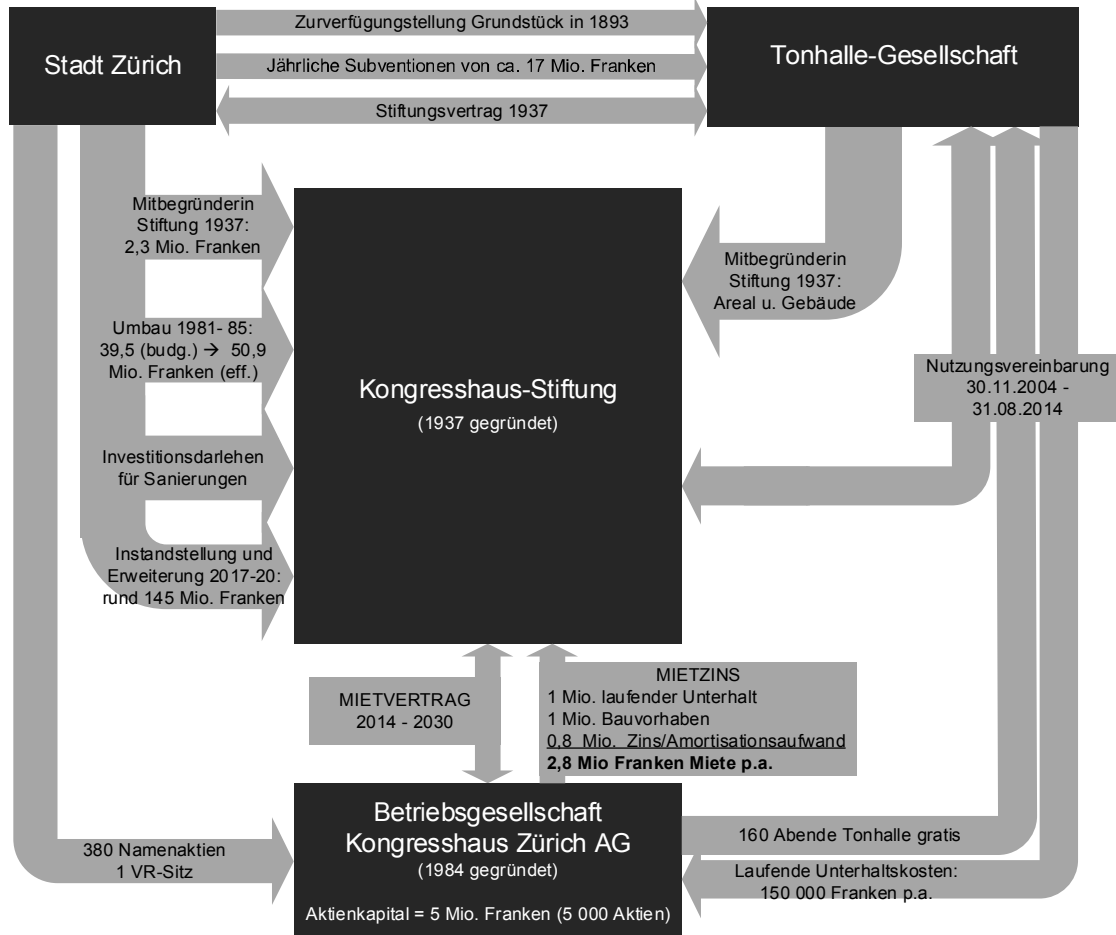 Stadt Zürich
Zurverfügungstellung Grundstück in 1893
Jährliche Subventionen von ca. 17 Mio. Franken
Stiftungsvertrag 1937
Tonhalle-Gesellschaft
Mitbegründerin
Stiftung 1937:
2,3 Mio. Franken
Umbau 1981- 85:
39,5 (budg.) → 50,9
Mio. Franken (eff.)
Investitionsdarlehen
für Sanierungen
Instandstellung und
Erweiterung 2017-20:
rund 145 Mio. Franken
Kongresshaus-Stiftung
(1937 gegründet)
Mitbegründerin
Stiftung 1937:
Areal u. Gebäude
Nutzungsvereinbarung
30.11.2004 -
31.08.2014
MIETVERTRAG
2014 - 2030
MIETZINS
1 Mio. laufender Unterhalt
1 Mio. Bauvorhaben
0,8 Mio. Zins/Amortisationsaufwand
2,8 Mio Franken Miete p.a.
380 Namenaktien
1 VR-Sitz
Betriebsgesellschaft
Kongresshaus Zürich AG
(1984 gegründet)
Aktienkapital = 5 Mio. Franken (5 000 Aktien)
160 Abende Tonhalle gratis
Laufende Unterhaltskosten:
150 000 Franken p.a.